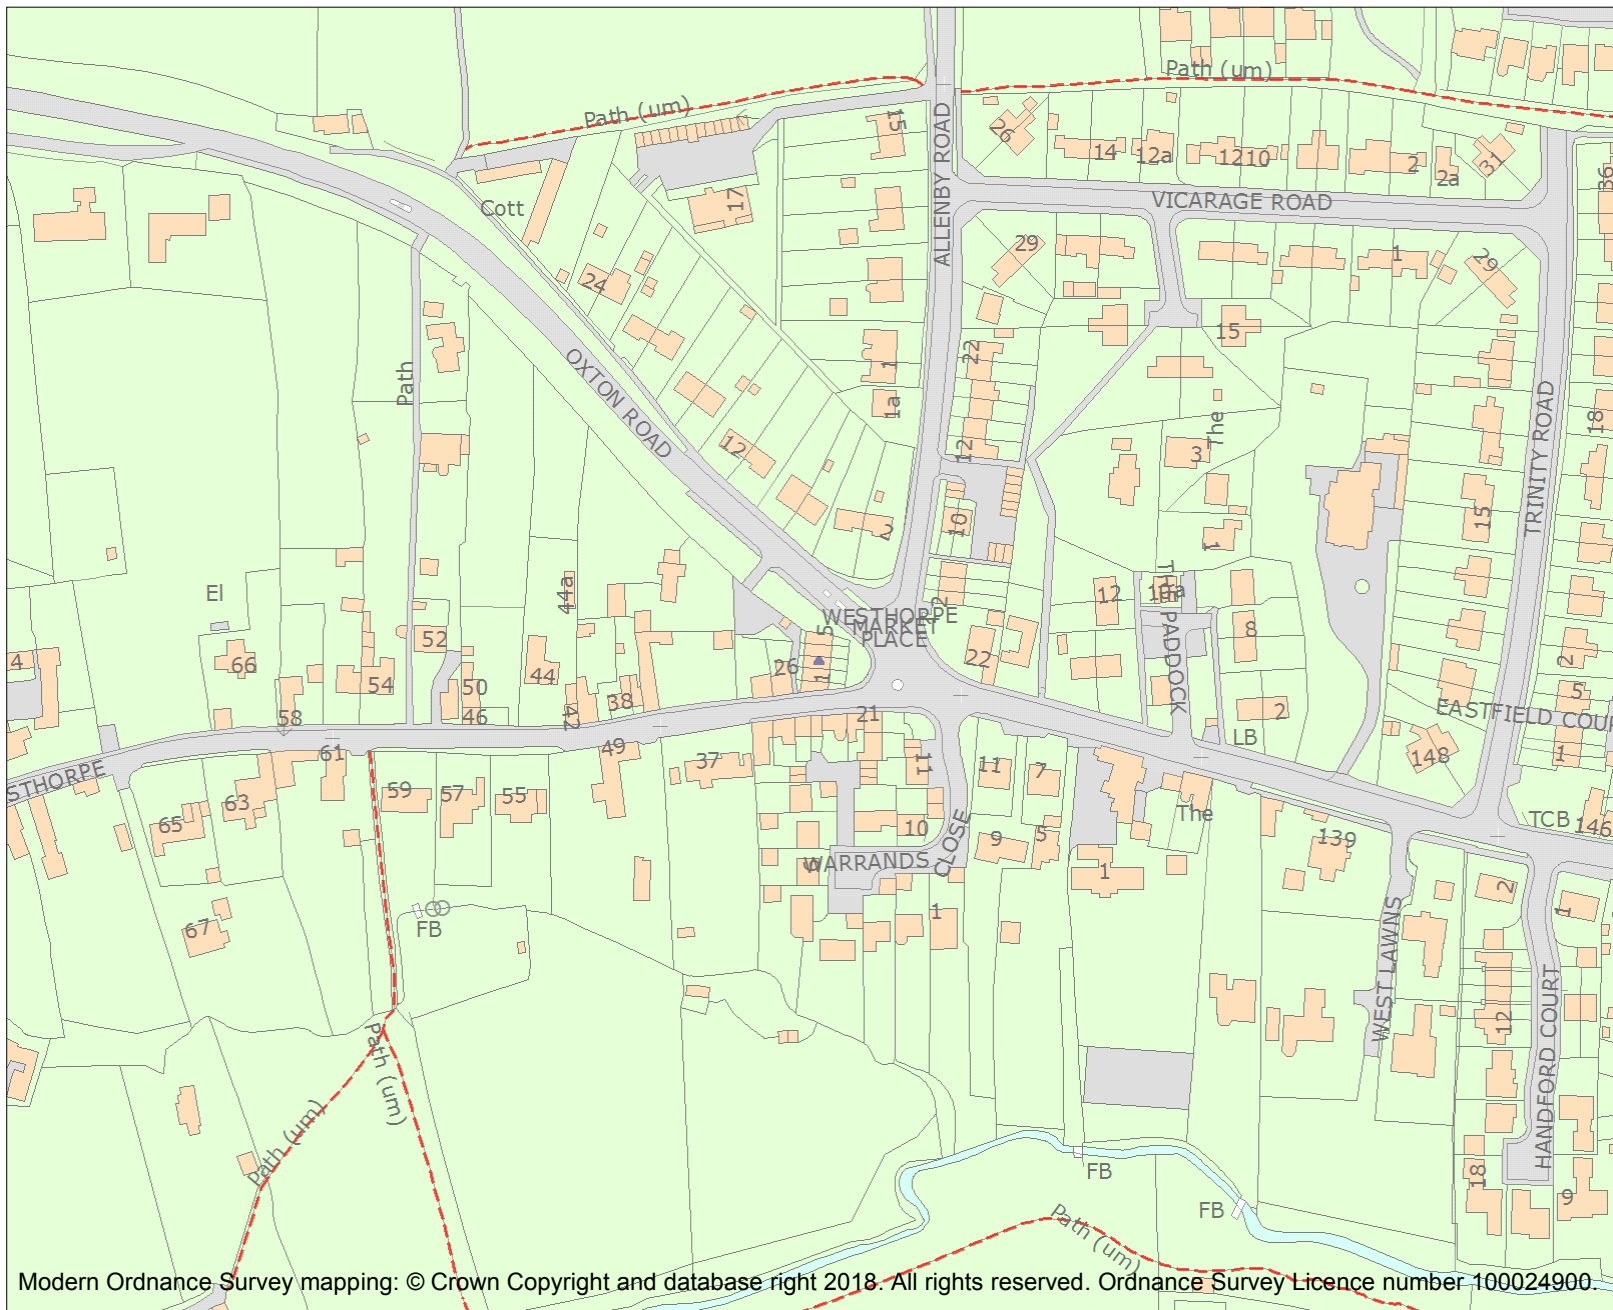 Path (um)
Path (um)
15
26
14
12a
12
10
2
2a
31
36
ALLENBY ROAD
VICARAGE ROAD
Cott
17
24
29
1
29
15
22
OXTON ROAD
Path
1
1a
12
12
The
3
TRINITY ROAD
18
15
10
2
1
El
44a
2
WESTHORPE
MARKET
PLACE
5
12
10a
THE PADDOCK
8
4
66
52
54
50
44
46
42
38
26
1
22
2
2
5
58
21
EASTFIELD COUR
LB
STHORPE
61
49
37
11
11
7
148
1
59
57
55
63
65
The
TCB
146
10
9
5
139
WARRANDS
CLOSE
9
1
2
1
67
FB
1
WEST LAWNS
12
HANDFORD COURT
Path (um)
Path (um)
FB
18
9
FB
Path (um)
Modern Ordnance Survey mapping: © Crown Copyright and database right 2018. All rights reserved. Ordnance Survey Licence number 100024900.